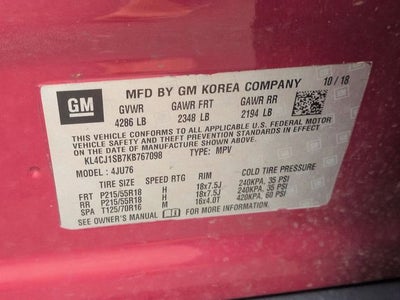 GM
MFD BY GM KOREA COMPANY 10/18
GVWR GAWR FRT GAWR RR
4286 LB 2348 LB 2194 LB
THIS VEHICLE CONFORMS TO ALL APPLICABLE U.S. FEDERAL MOTOR
VEHICLE SAFETY AND THEFT PREVENTION STANDARDS IN EFFECT ON
THE DATE OF MANUFACTURE SHOWN ABOVE.
KL4CJ1SB7KB767098 TYPE: MPV
MODEL: 4JU76
TIRE SIZE SPEED RTG RIM COLD TIRE PRESSURE
FRT P215/55R18 H 18x7.5J 240KPA, 35 PSI
RR P215/55R18 H 18x7.5J 240KPA, 35 PSI
SPA T125/70R16 M 16x4.0T 420KPA, 60 PSI
SEE OWNER'S MANUAL FOR MORE INFORMATION.